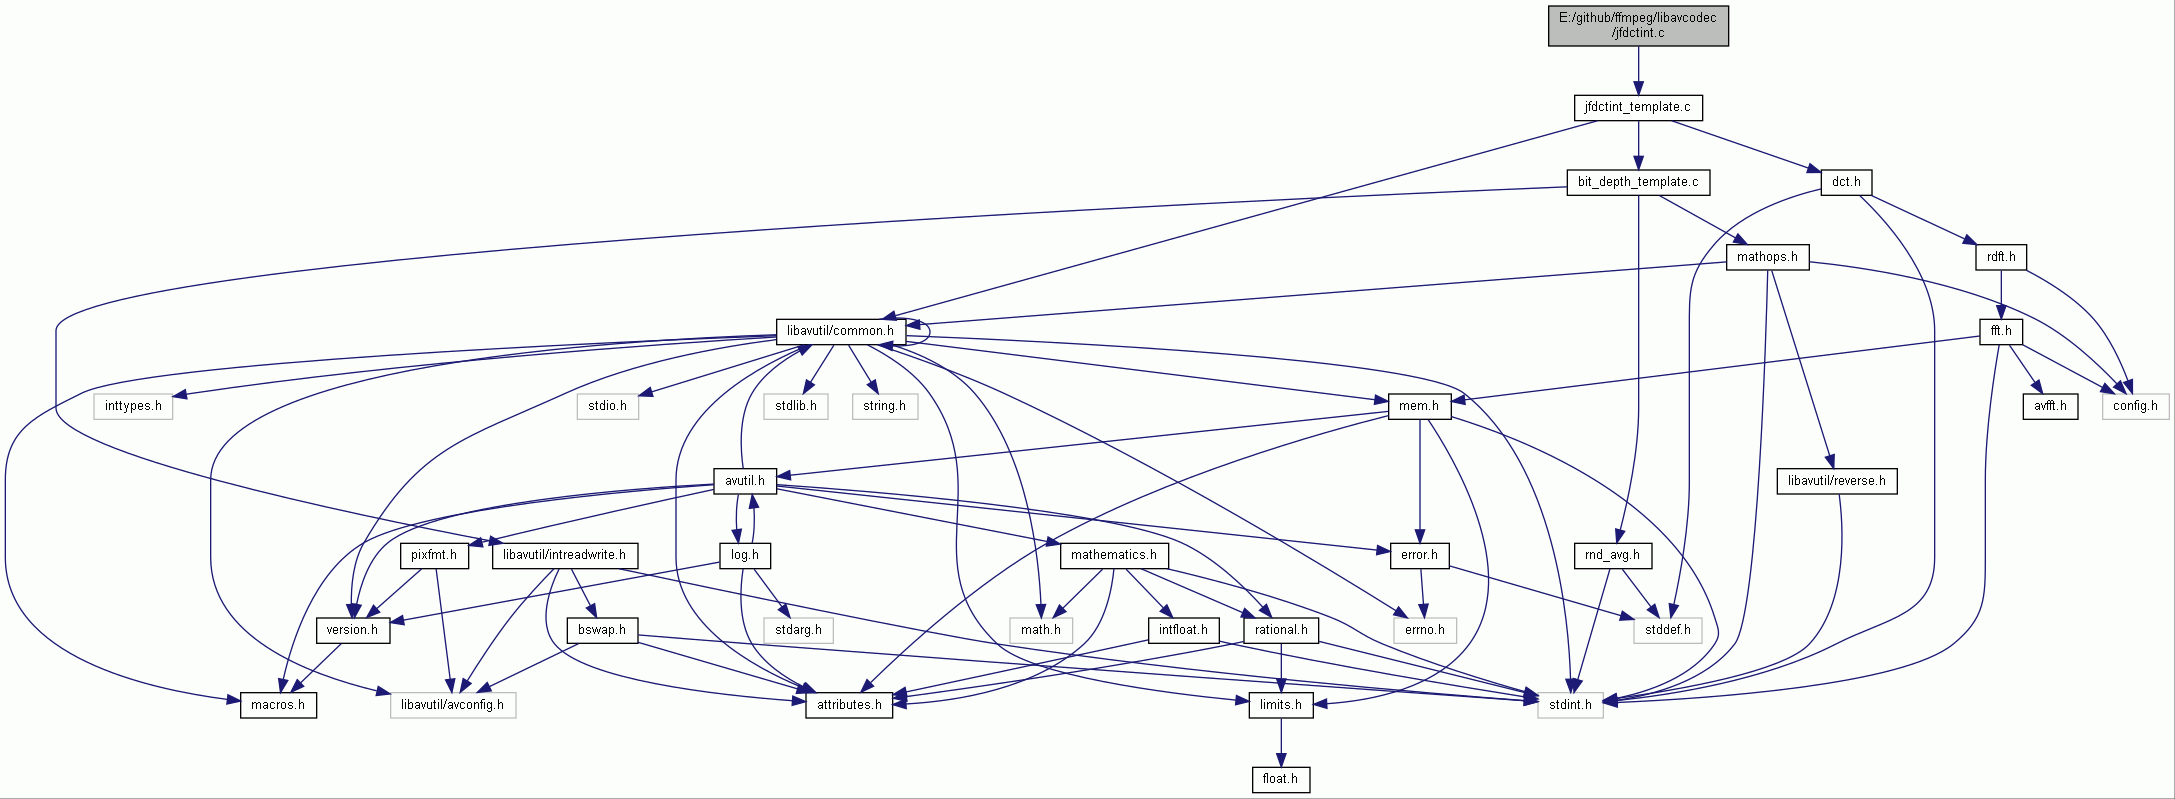 E:/github/ffmpeg/libavcodec
/jfdctint.c
jfdctint_template.c
bit_depth_template.c
dct.h
mathops.h
rdft.h
libavutil/common.h
fft.h
inttypes.h
stdio.h
stdlib.h
string.h
mem.h
avfft.h
config.h
avutil.h
libavutil/reverse.h
pixfmt.h
libavutil/intreadwrite.h
log.h
mathematics.h
error.h
rnd_avg.h
version.h
bswap.h
stdarg.h
math.h
intfloat.h
rational.h
errno.h
stddef.h
macros.h
libavutil/avconfig.h
attributes.h
limits.h
stdint.h
float.h